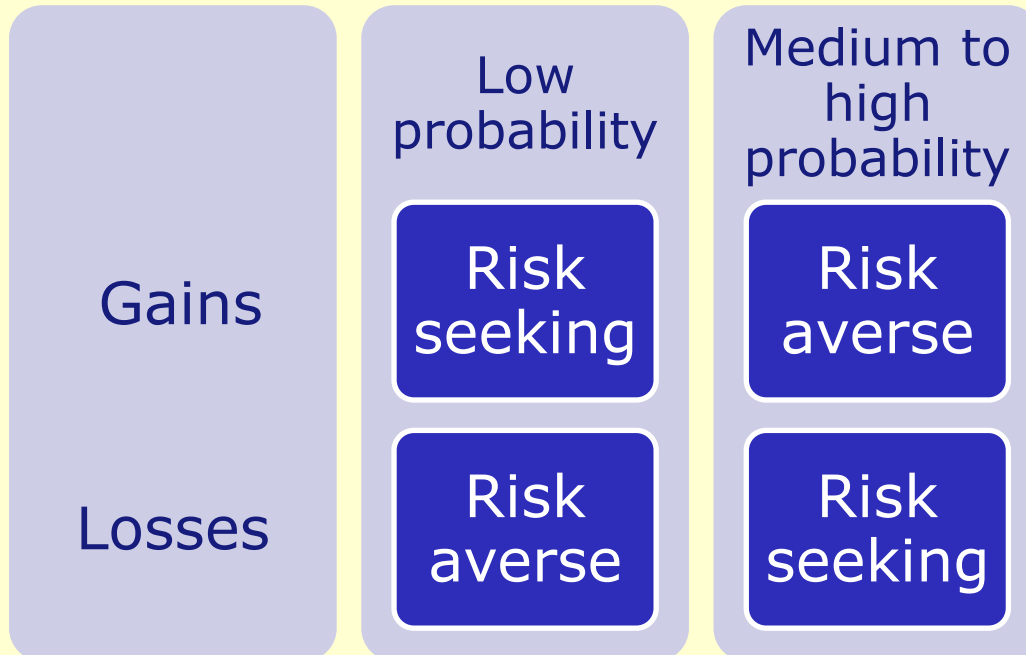 Low
probability
Medium to
high
probability
Gains
Risk
seeking
Risk
averse
Losses
Risk
averse
Risk
seeking